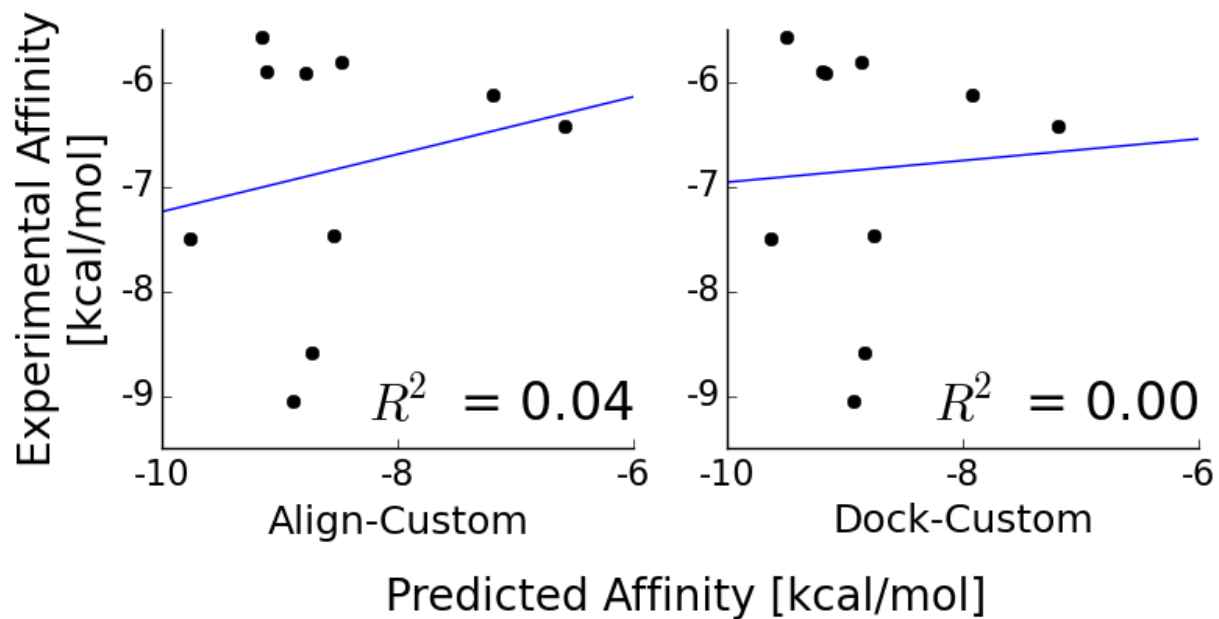 Experimental Affinity
[kcal/mol]
-6
-7
-8
-9
R² = 0.04
-10
-8
-6
Align-Custom
-6
-7
-8
-9
R² = 0.00
-10
-8
-6
Dock-Custom
Predicted Affinity [kcal/mol]